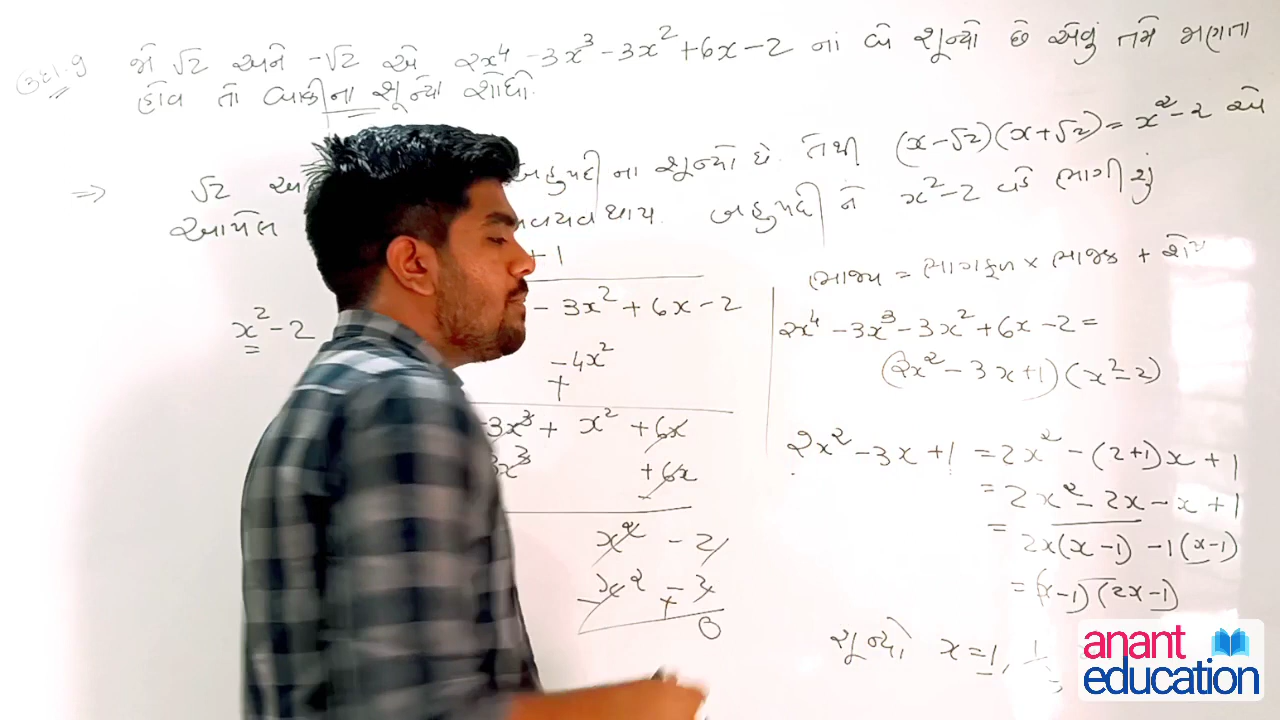 ઉદા.9 જો √2 અને -√2 એ 2x⁴ - 3x³ - 3x² + 6x - 2 નાં બે શૂન્યો છે એવું તમે જાણતા
હોવ તો બાકીના શૂન્યો શોધો.
⇒ √2 બહુપદીના શૂન્યો છે. તેથી (x-√2)(x+√2) = x²-2 એ
આપેલ અવયવ થાય. બહુપદી ને x²-2 વડે ભાગીશું
+1
x²-2 - 3x² + 6x - 2
-4x²
+
-3x³ + x² + 6x
3x³ + 6x
-
x² - 2
x² - 2
- +
0
ભાજ્ય = ભાગફળ × ભાજક + શેષ
2x⁴ - 3x³ - 3x² + 6x - 2 =
(2x² - 3x + 1)(x² - 2)
2x² - 3x + 1 = 2x² - (2+1)x + 1
= 2x² - 2x - x + 1
= 2x(x-1) -1(x-1)
= (x-1)(2x-1)
શૂન્યો x = 1,
anant
education